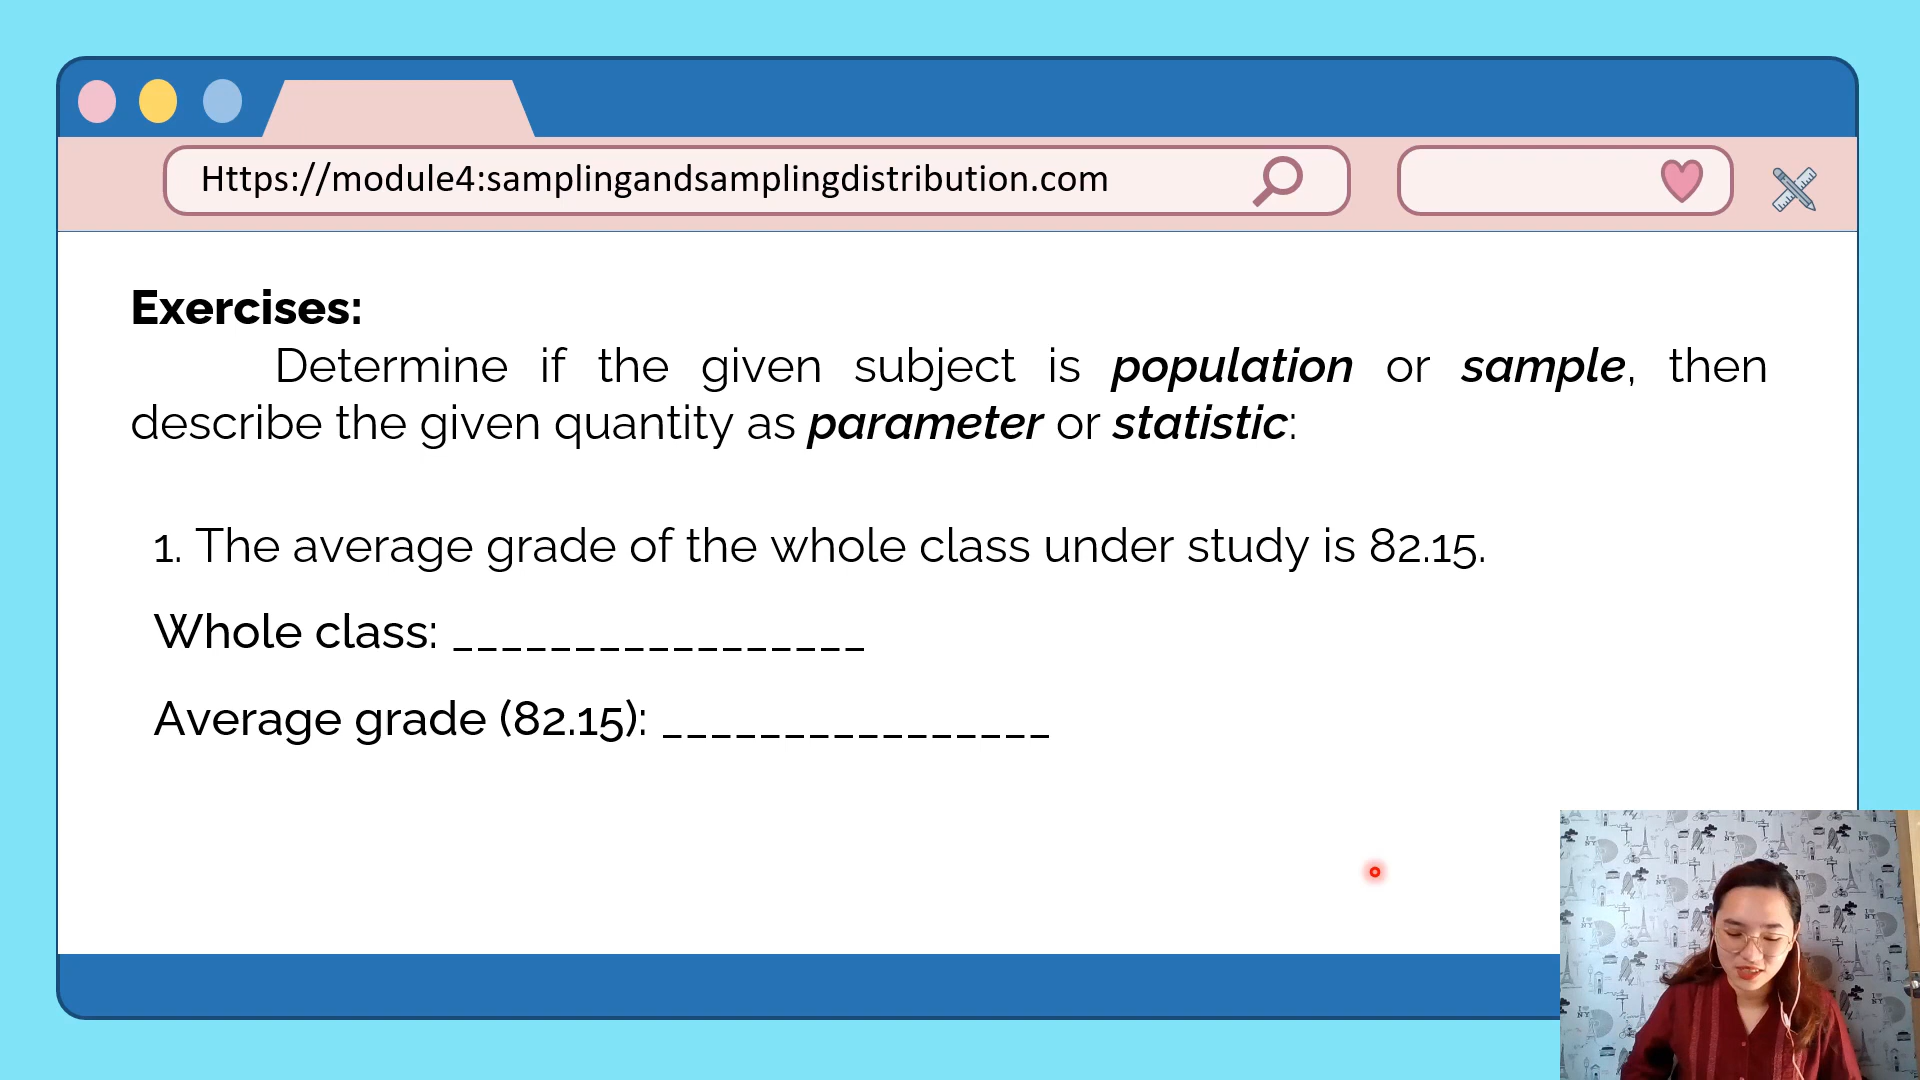 Https://module4:samplingandsamplingdistribution.com
Exercises:
Determine if the given subject is population or sample, then
describe the given quantity as parameter or statistic:
1. The average grade of the whole class under study is 82.15.
Whole class: _________________
Average grade (82.15): ________________